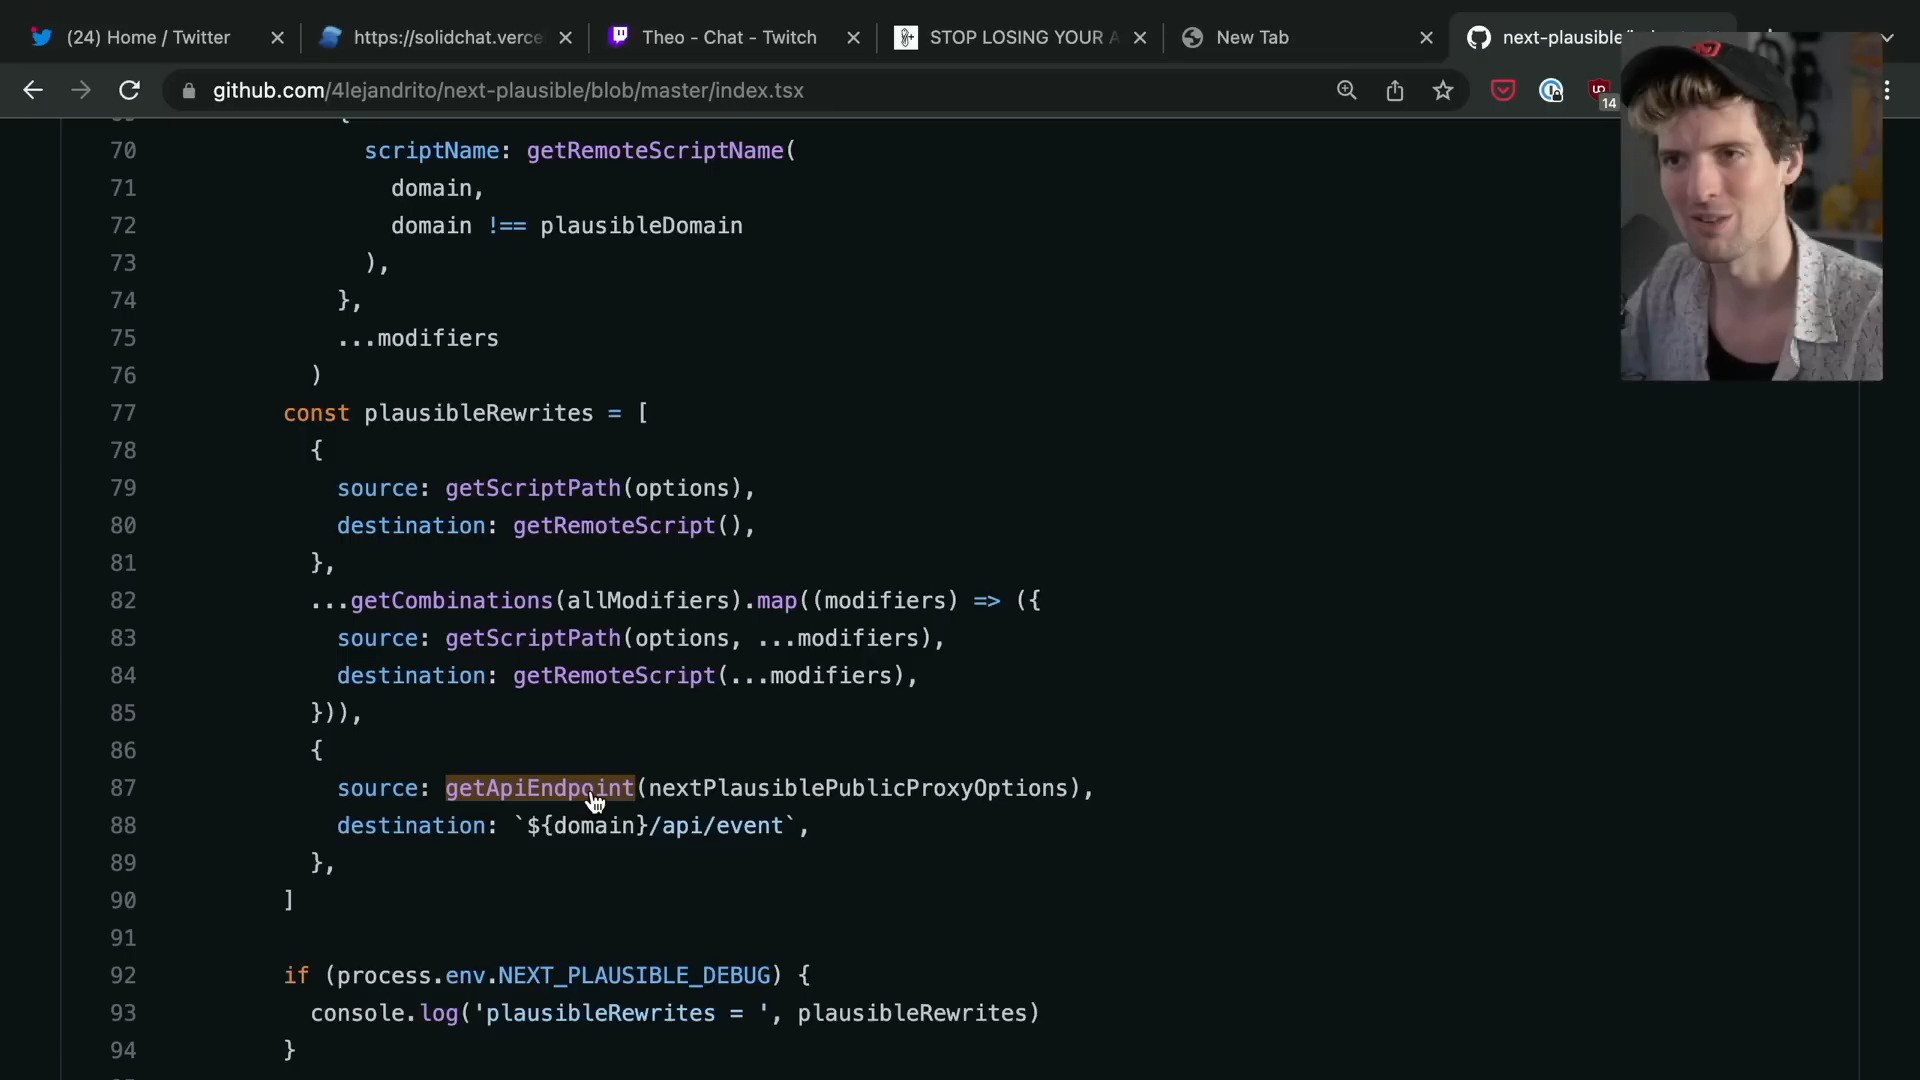 (24) Home / Twitter
https://solidchat.verce
Theo - Chat - Twitch
STOP LOSING YOUR A
New Tab
next-plausible/
github.com/4lejandrito/next-plausible/blob/master/index.tsx
14
70 scriptName: getRemoteScriptName(
71 domain,
72 domain !== plausibleDomain
73 ),
74 },
75 ...modifiers
76 )
77 const plausibleRewrites = [
78 {
79 source: getScriptPath(options),
80 destination: getRemoteScript(),
81 },
82 ...getCombinations(allModifiers).map((modifiers) => ({
83 source: getScriptPath(options, ...modifiers),
84 destination: getRemoteScript(...modifiers),
85 })),
86 {
87 source: getApiEndpoint(nextPlausiblePublicProxyOptions),
88 destination: `${domain}/api/event`,
89 },
90 ]
91
92 if (process.env.NEXT_PLAUSIBLE_DEBUG) {
93 console.log('plausibleRewrites = ', plausibleRewrites)
94 }